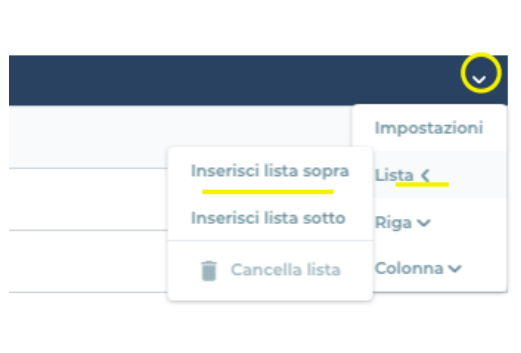 Impostazioni
Lista
Inserisci lista sopra
Inserisci lista sotto
Cancella lista
Riga
Colonna